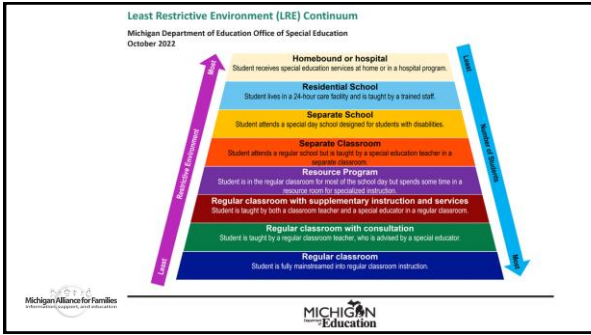 Least Restrictive Environment (LRE) Continuum
Michigan Department of Education Office of Special Education
October 2022
Most
Restrictive Environment
Least
Homebound or hospital
Student receives special education services at home or in a hospital program.
Residential School
Student lives in a 24-hour care facility and is taught by a trained staff.
Separate School
Student attends a special day school designed for students with disabilities.
Separate Classroom
Student attends a regular school but is taught by a special education teacher in a
separate classroom.
Resource Program
Student is in the regular classroom for most of the school day but spends some time in a
resource room for specialized instruction.
Regular classroom with supplementary instruction and services
Student is taught by both a classroom teacher and a special educator in a regular classroom.
Regular classroom with consultation
Student is taught by a regular classroom teacher, who is advised by a special educator.
Regular classroom
Student is fully mainstreamed into regular classroom instruction.
Least
Number of Students
Most
Michigan Alliance for Families
information, support, and education
MICHIGAN
Department of Education